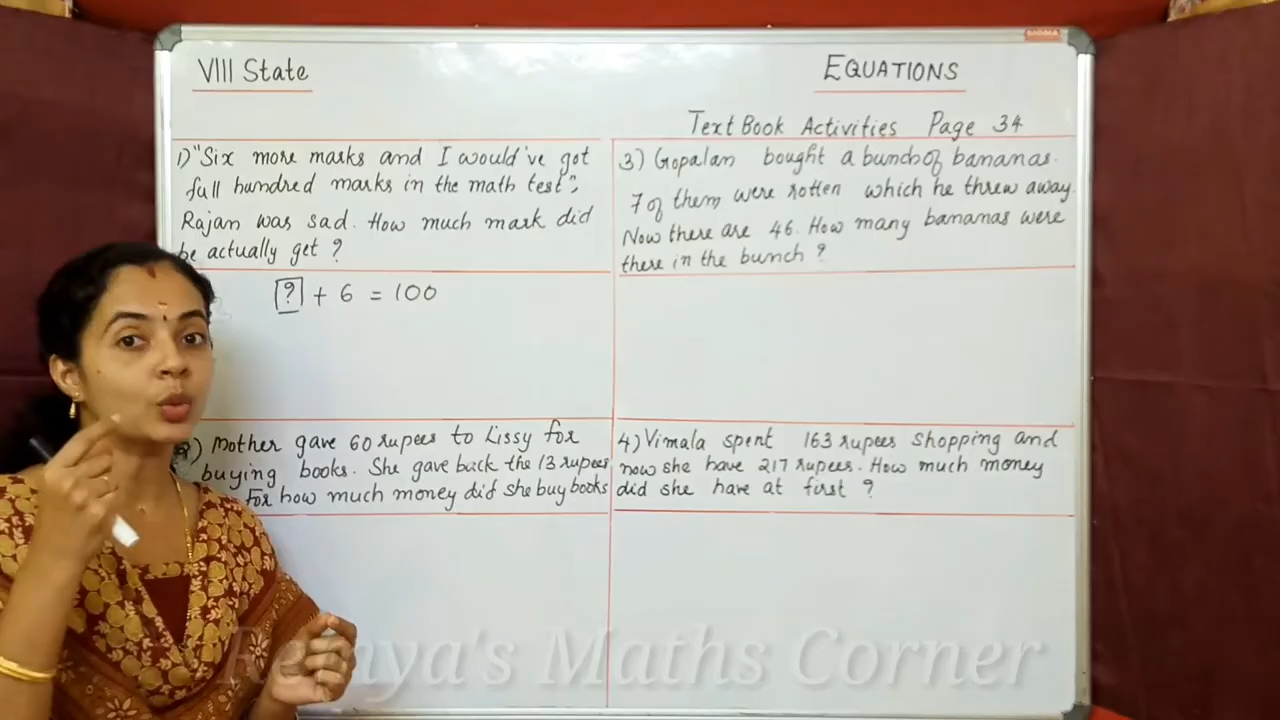 VIII State
EQUATIONS
Text Book Activities Page 34
1) "Six more marks and I would've got
full hundred marks in the math test",
Rajan was sad. How much mark did
he actually get ?
? + 6 = 100
2) Mother gave 60 rupees to Lissy for
buying books. She gave back the 13 rupees
For how much money did she buy books
3) Gopalan bought a bunch of bananas.
7 of them were rotten which he threw away.
Now there are 46. How many bananas were
there in the bunch ?
4) Vimala spent 163 rupees shopping and
now she have 217 rupees. How much money
did she have at first ?
Remya's Maths Corner